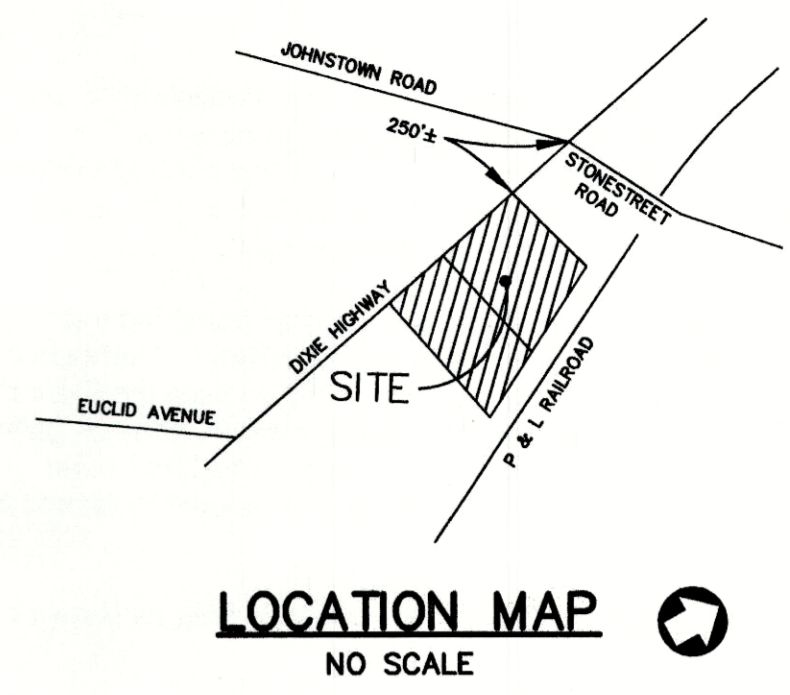 JOHNSTOWN ROAD
250'±
STONESTREET
ROAD
DIXIE HIGHWAY
SITE
EUCLID AVENUE
P & L RAILROAD
LOCATION MAP
NO SCALE